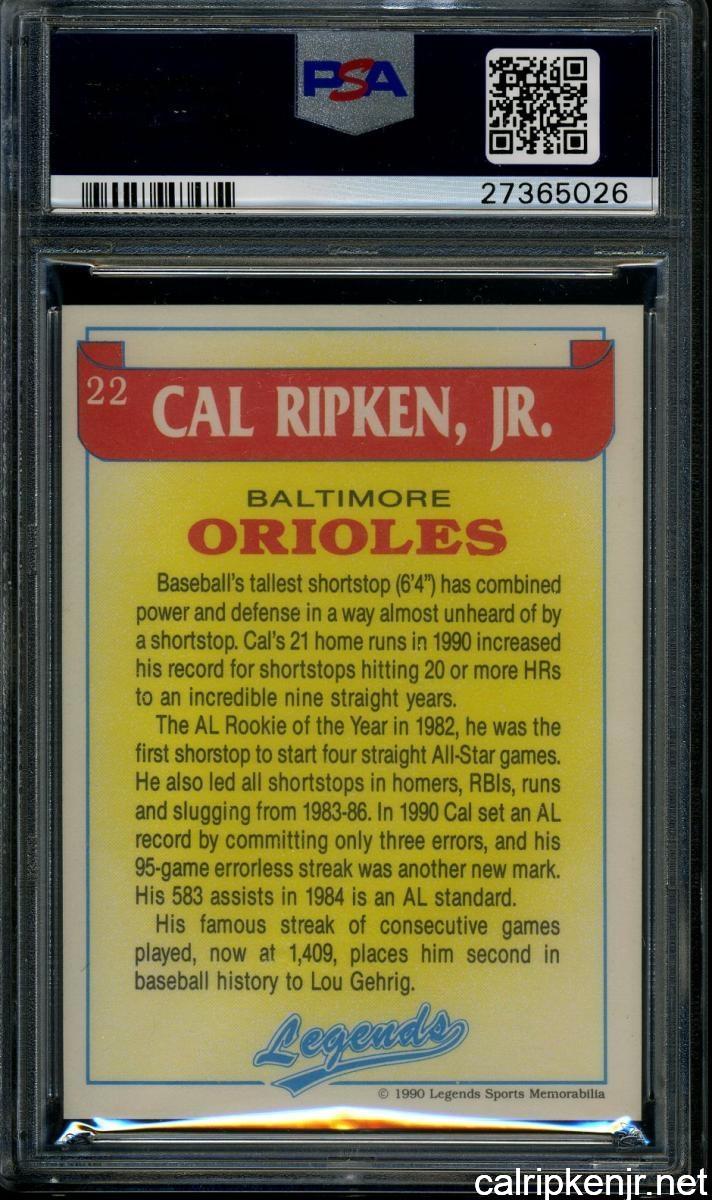 PSA
27365026
22
CAL RIPKEN, JR.
BALTIMORE
ORIOLES
Baseball's tallest shortstop (6'4") has combined
power and defense in a way almost unheard of by
a shortstop. Cal's 21 home runs in 1990 increased
his record for shortstops hitting 20 or more HRs
to an incredible nine straight years.
The AL Rookie of the Year in 1982, he was the
first shorstop to start four straight All-Star games.
He also led all shortstops in homers, RBIs, runs
and slugging from 1983-86. In 1990 Cal set an AL
record by committing only three errors, and his
95-game errorless streak was another new mark.
His 583 assists in 1984 is an AL standard.
His famous streak of consecutive games
played, now at 1,409, places him second in
baseball history to Lou Gehrig.
Legends
© 1990 Legends Sports Memorabilia
calripkenjr.net